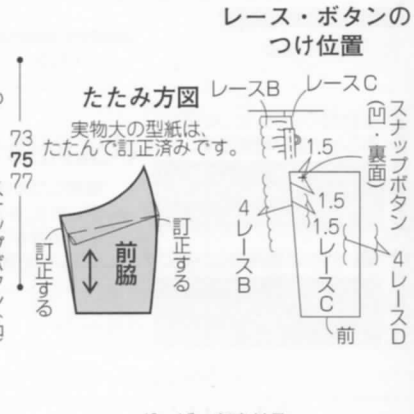 レース・ボタンの
つけ位置
たたみ方図
実物大の型紙は、
たたんで訂正済みです。
73
75
77
訂正する
前脇
訂正する
レースB
レースC
1.5
スナップボタン
(凹・裏面)
1.5
1.5
4
レースB
レースC
4
レースD
前